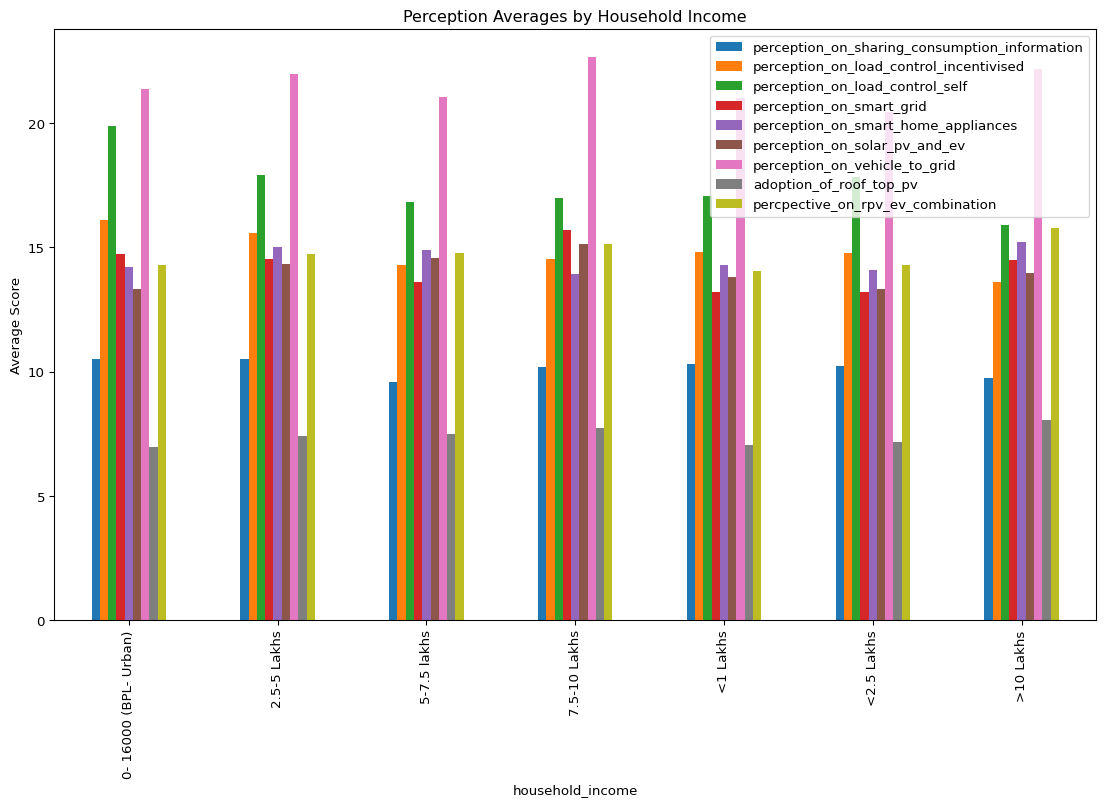 Perception Averages by Household Income
perception_on_sharing_consumption_information
perception_on_load_control_incentivised
perception_on_load_control_self
perception_on_smart_grid
perception_on_smart_home_appliances
perception_on_solar_pv_and_ev
perception_on_vehicle_to_grid
adoption_of_roof_top_pv
percpective_on_rpv_ev_combination
Average Score
20
15
10
5
0
0- 16000 (BPL- Urban)
2.5-5 Lakhs
5-7.5 lakhs
7.5-10 Lakhs
<1 Lakhs
<2.5 Lakhs
>10 Lakhs
household_income